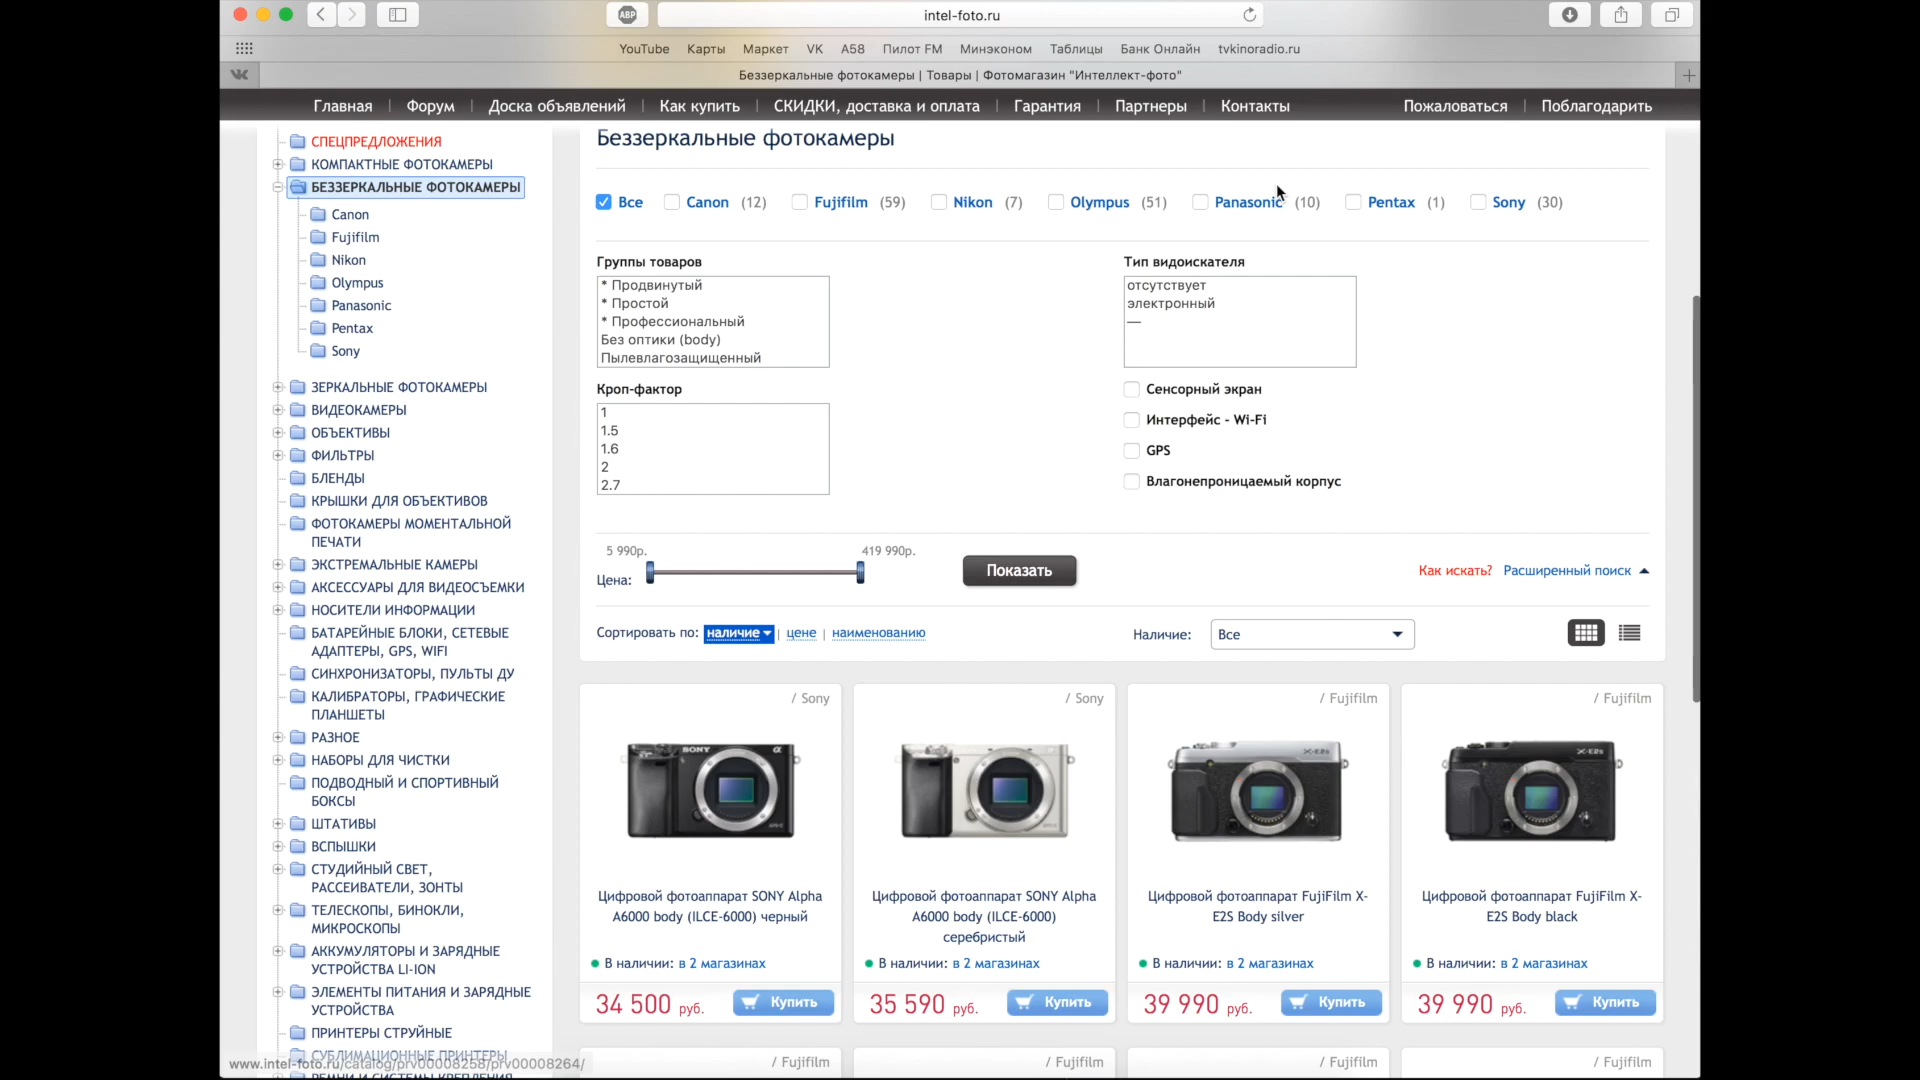 ABP
intel-foto.ru
YouTube Карты Маркет VK A58 Пилот FM Минэконом Таблицы Банк Онлайн tvkinoradio.ru
Беззеркальные фотокамеры | Товары | Фотомагазин "Интеллект-фото"
Главная | Форум | Доска объявлений | Как купить | СКИДКИ, доставка и оплата | Гарантия | Партнеры | Контакты Пожаловаться | Поблагодарить
СПЕЦПРЕДЛОЖЕНИЯ
КОМПАКТНЫЕ ФОТОКАМЕРЫ
БЕЗЗЕРКАЛЬНЫЕ ФОТОКАМЕРЫ
Canon
Fujifilm
Nikon
Olympus
Panasonic
Pentax
Sony
ЗЕРКАЛЬНЫЕ ФОТОКАМЕРЫ
ВИДЕОКАМЕРЫ
ОБЪЕКТИВЫ
ФИЛЬТРЫ
БЛЕНДЫ
КРЫШКИ ДЛЯ ОБЪЕКТИВОВ
ФОТОКАМЕРЫ МОМЕНТАЛЬНОЙ
ПЕЧАТИ
ЭКСТРЕМАЛЬНЫЕ КАМЕРЫ
АКСЕССУАРЫ ДЛЯ ВИДЕОСЪЕМКИ
НОСИТЕЛИ ИНФОРМАЦИИ
БАТАРЕЙНЫЕ БЛОКИ, СЕТЕВЫЕ
АДАПТЕРЫ, GPS, WIFI
СИНХРОНИЗАТОРЫ, ПУЛЬТЫ ДУ
КАЛИБРАТОРЫ, ГРАФИЧЕСКИЕ
ПЛАНШЕТЫ
РАЗНОЕ
НАБОРЫ ДЛЯ ЧИСТКИ
ПОДВОДНЫЙ И СПОРТИВНЫЙ
БОКСЫ
ШТАТИВЫ
ВСПЫШКИ
СТУДИЙНЫЙ СВЕТ,
РАССЕИВАТЕЛИ, ЗОНТЫ
ТЕЛЕСКОПЫ, БИНОКЛИ,
МИКРОСКОПЫ
АККУМУЛЯТОРЫ И ЗАРЯДНЫЕ
УСТРОЙСТВА LI-ION
ЭЛЕМЕНТЫ ПИТАНИЯ И ЗАРЯДНЫЕ
УСТРОЙСТВА
ПРИНТЕРЫ СТРУЙНЫЕ
СУБЛИМАЦИОННЫЕ ПРИНТЕРЫ
www.intel-foto.ru/catalog/prv00008258/prv00008264/
РЕМНИ И СИСТЕМЫ КРЕПЛЕНИЯ
Беззеркальные фотокамеры
Все Canon (12) Fujifilm (59) Nikon (7) Olympus (51) Panasonic (10) Pentax (1) Sony (30)
Группы товаров
* Продвинутый
* Простой
* Профессиональный
Без оптики (body)
Пылевлагозащищенный
Тип видоискателя
отсутствует
электронный
—
Кроп-фактор
1
1.5
1.6
2
2.7
Сенсорный экран
Интерфейс - Wi-Fi
GPS
Влагонепроницаемый корпус
5 990р. 419 990р.
Цена:
Показать
Как искать? Расширенный поиск
Сортировать по: наличие | цене | наименованию
Наличие: Все
/ Sony
SONY α
Цифровой фотоаппарат SONY Alpha
A6000 body (ILCE-6000) черный
В наличии: в 2 магазинах
34 500 руб. Купить
/ Sony
Цифровой фотоаппарат SONY Alpha
A6000 body (ILCE-6000)
серебристый
В наличии: в 2 магазинах
35 590 руб. Купить
/ Fujifilm
X-E2S
Цифровой фотоаппарат FujiFilm X-
E2S Body silver
В наличии: в 2 магазинах
39 990 руб. Купить
/ Fujifilm
X-E2S
Цифровой фотоаппарат FujiFilm X-
E2S Body black
В наличии: в 2 магазинах
39 990 руб. Купить
/ Fujifilm / Fujifilm / Fujifilm / Fujifilm